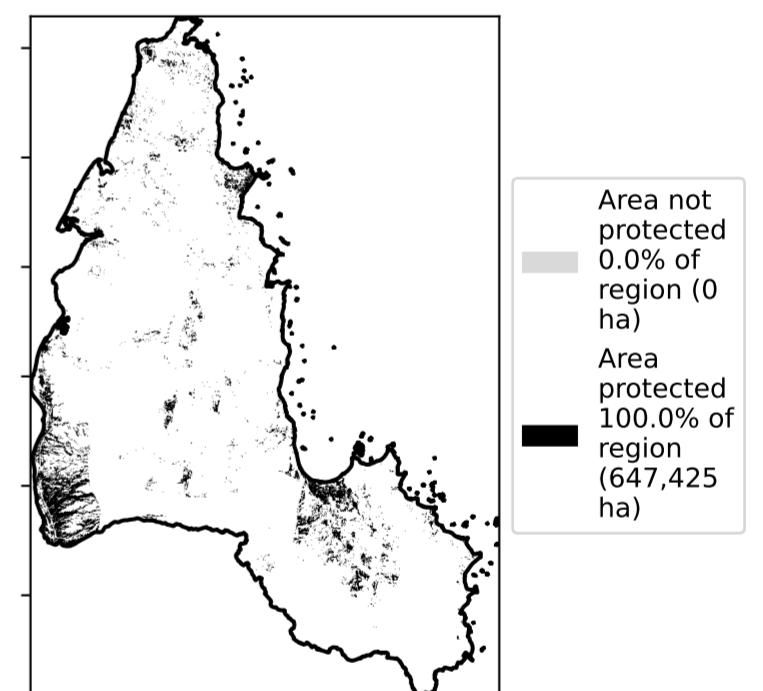 Area not
protected
0.0% of
region (0
ha)
Area
protected
100.0% of
region
(647,425
ha)